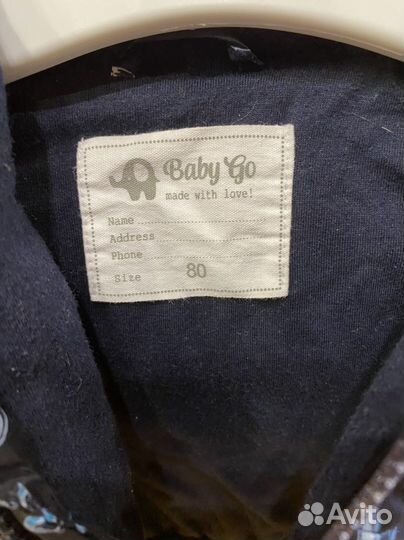 Baby Go
made with love!
Name
Address
Phone
Size 80
Avito